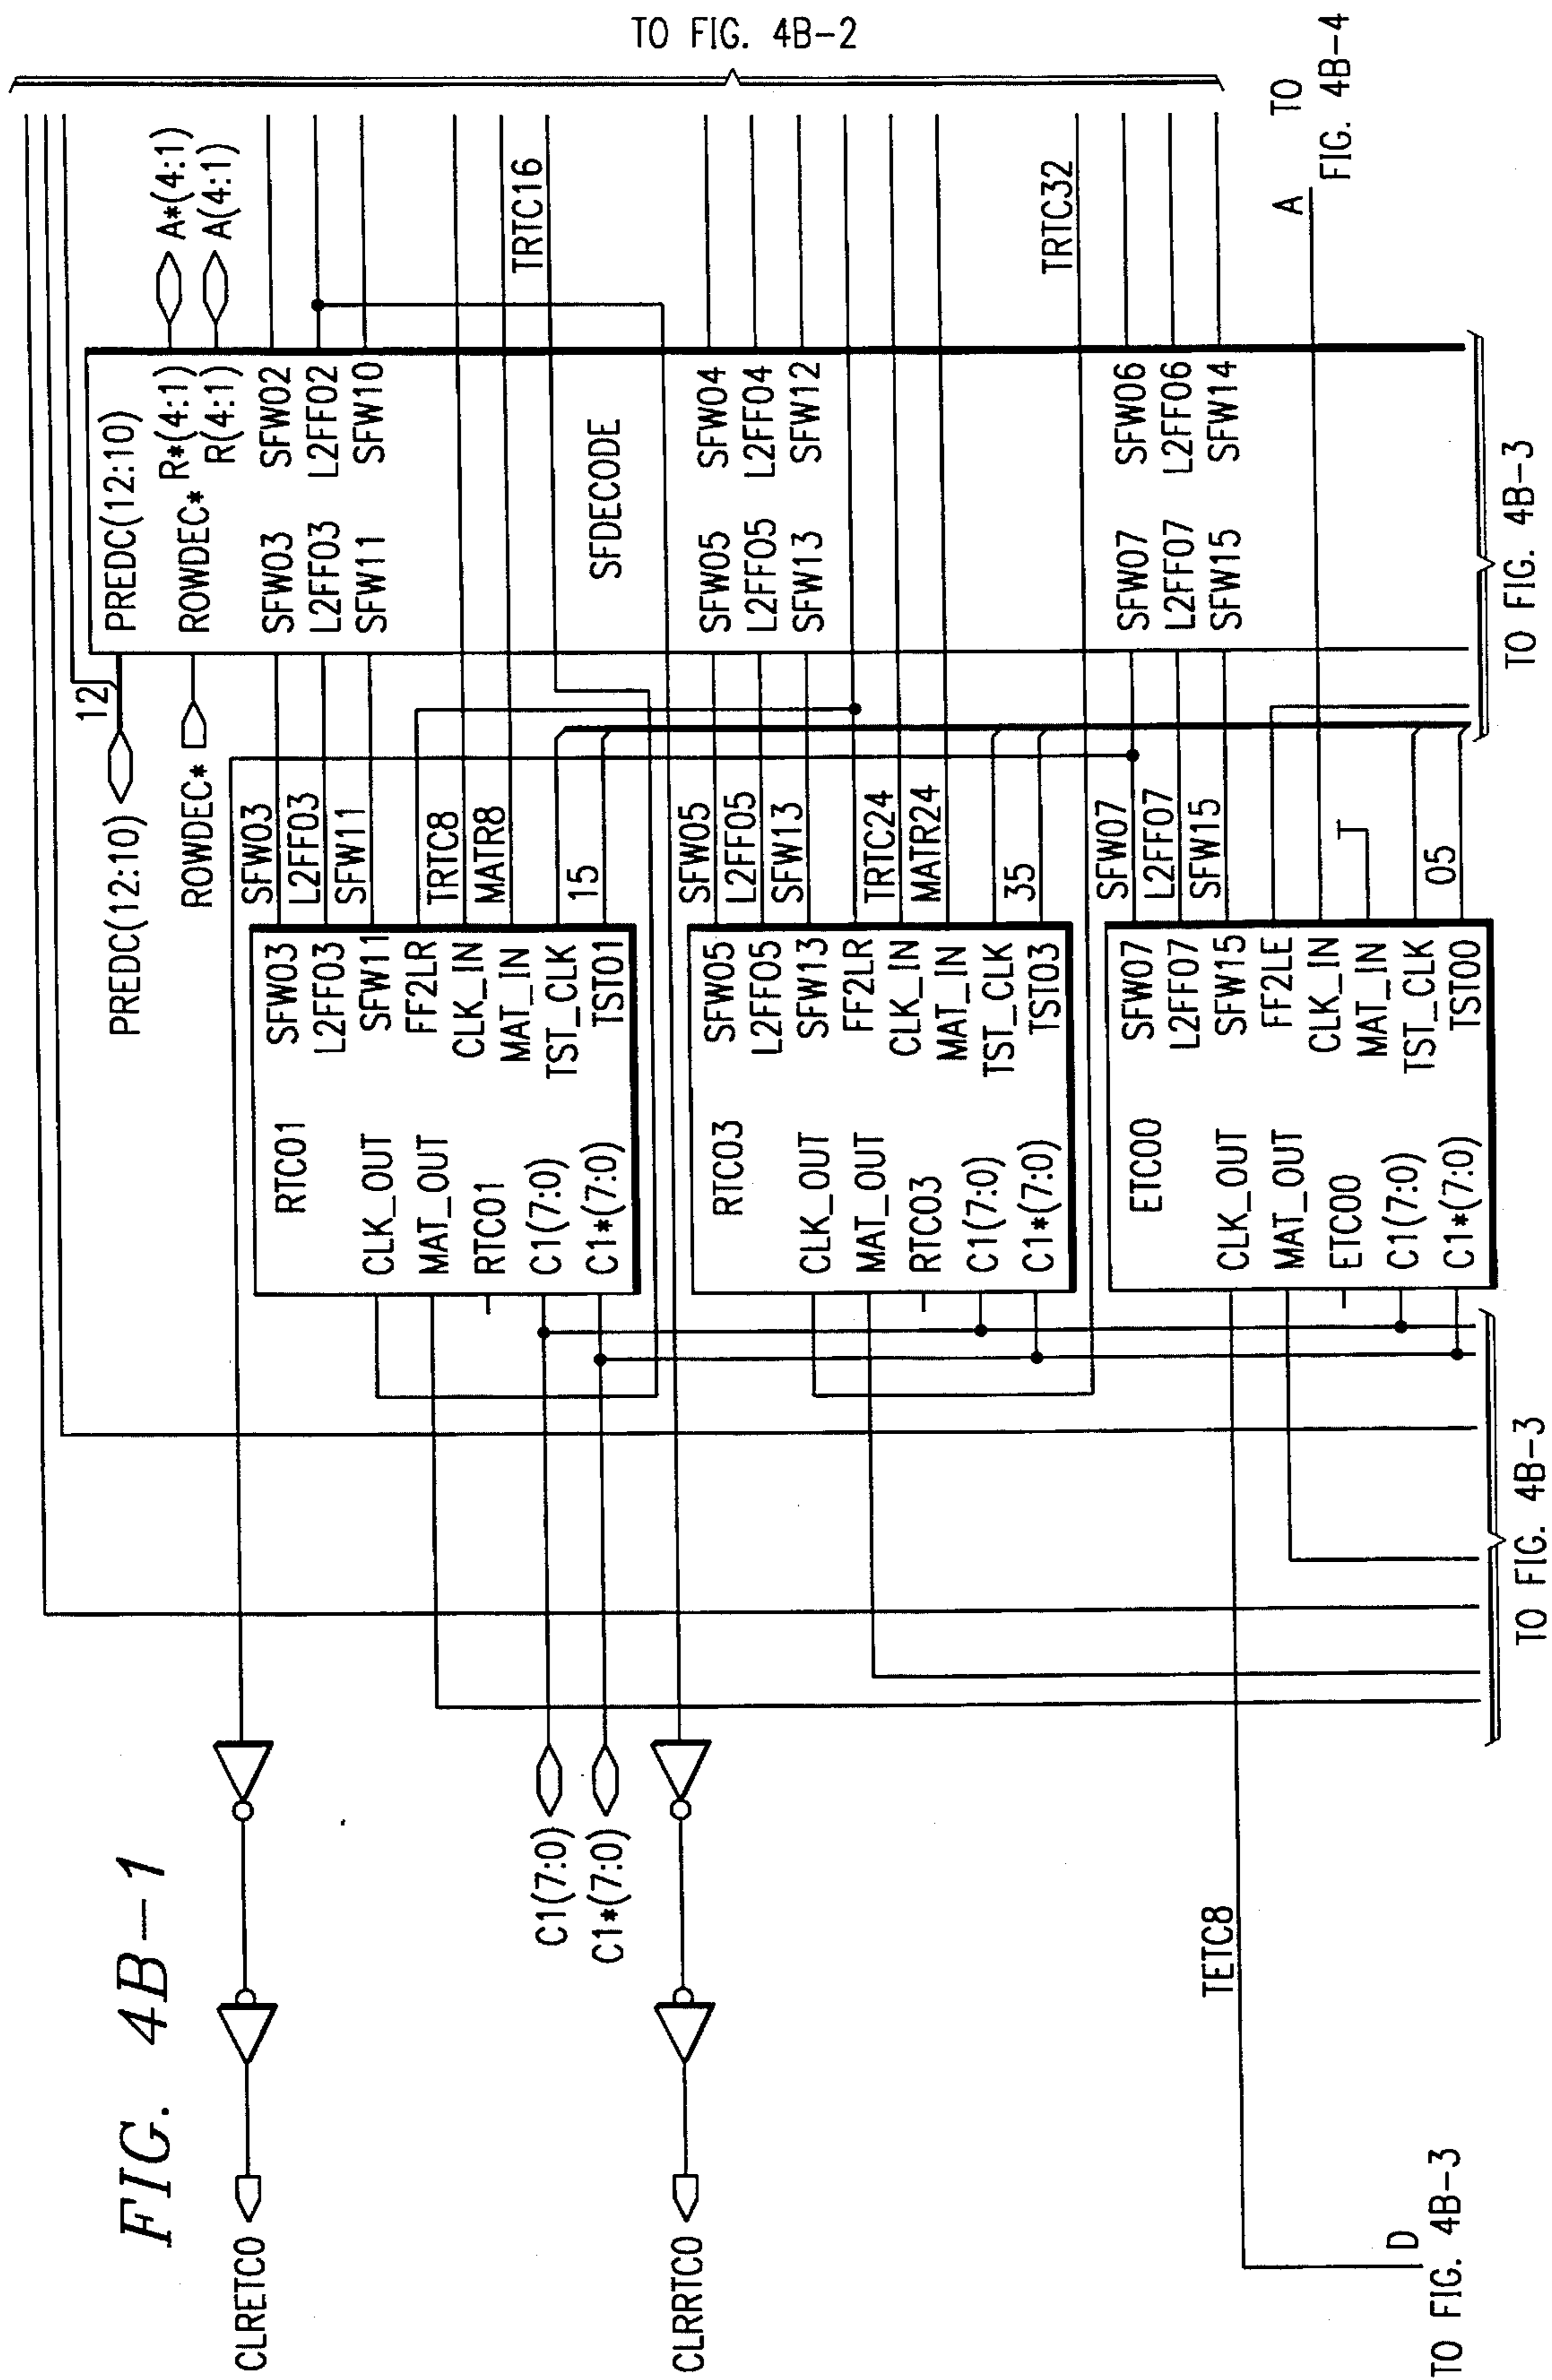 FIG. 4B-1
TO FIG. 4B-2
PREDC(12:10)
12
PREDC(12:10)
ROWDEC*
ROWDEC*
R*(4:1)
A*(4:1)
R(4:1)
A(4:1)
SFW03
SFW03
SFW02
L2FF03
L2FF03
L2FF02
SFW11
SFW11
SFW10
SFDECODE
SFW05
SFW05
SFW04
L2FF05
L2FF05
L2FF04
SFW13
SFW13
SFW12
SFW07
SFW07
SFW06
L2FF07
L2FF07
L2FF06
SFW15
SFW15
SFW14
TRTC16
TRTC32
A
TO
FIG. 4B-4
RTC01
SFW03
L2FF03
CLK_OUT
SFW11
MAT_OUT
FF2LR
TRTC8
RTC01
CLK_IN
MATR8
C1(7:0)
MAT_IN
C1*(7:0)
TST_CLK
15
TST01
RTC03
SFW05
L2FF05
CLK_OUT
SFW13
MAT_OUT
FF2LR
TRTC24
RTC03
CLK_IN
MATR24
C1(7:0)
MAT_IN
C1*(7:0)
TST_CLK
35
TST03
ETC00
SFW07
L2FF07
CLK_OUT
SFW15
MAT_OUT
FF2LE
ETC00
CLK_IN
C1(7:0)
MAT_IN
C1*(7:0)
TST_CLK
05
TST00
CLRETC0
C1(7:0)
C1*(7:0)
CLRRTC0
TETC8
D
TO FIG. 4B-3
TO FIG. 4B-3
TO FIG. 4B-3